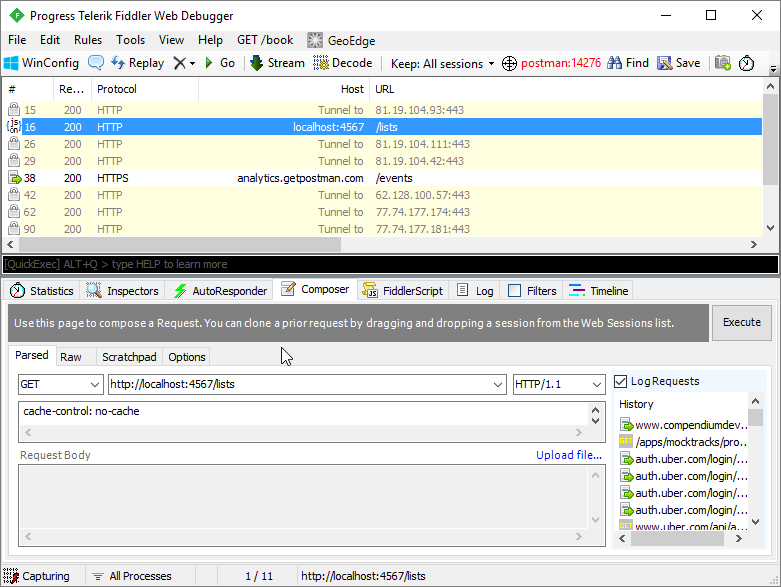 Progress Telerik Fiddler Web Debugger
File Edit Rules Tools View Help GET /book GeoEdge
WinConfig Replay Go Stream Decode Keep: All sessions postman:14276 Find Save
# Re... Protocol Host URL
15 200 HTTP Tunnel to 81.19.104.93:443
16 200 HTTP localhost:4567 /lists
26 200 HTTP Tunnel to 81.19.104.111:443
29 200 HTTP Tunnel to 81.19.104.42:443
38 200 HTTPS analytics.getpostman.com /events
42 200 HTTP Tunnel to 62.128.100.57:443
62 200 HTTP Tunnel to 77.74.177.174:443
90 200 HTTP Tunnel to 77.74.181:443
[QuickExec] ALT+Q > type HELP to learn more
Statistics Inspectors AutoResponder Composer FiddlerScript Log Filters Timeline
Use this page to compose a Request. You can clone a prior request by dragging and dropping a session from the Web Sessions list.
Execute
Parsed Raw Scratchpad Options
GET http://localhost:4567/lists HTTP/1.1
cache-control: no-cache
Request Body Upload file...
Log Requests
History
www.compendiumdev...
/apps/mocktracks/pro...
auth.uber.com/login/...
auth.uber.com/login/...
auth.uber.com/login/...
auth.uber.com/login/...
www.uber.com/api/a...
Capturing All Processes 1 / 11 http://localhost:4567/lists